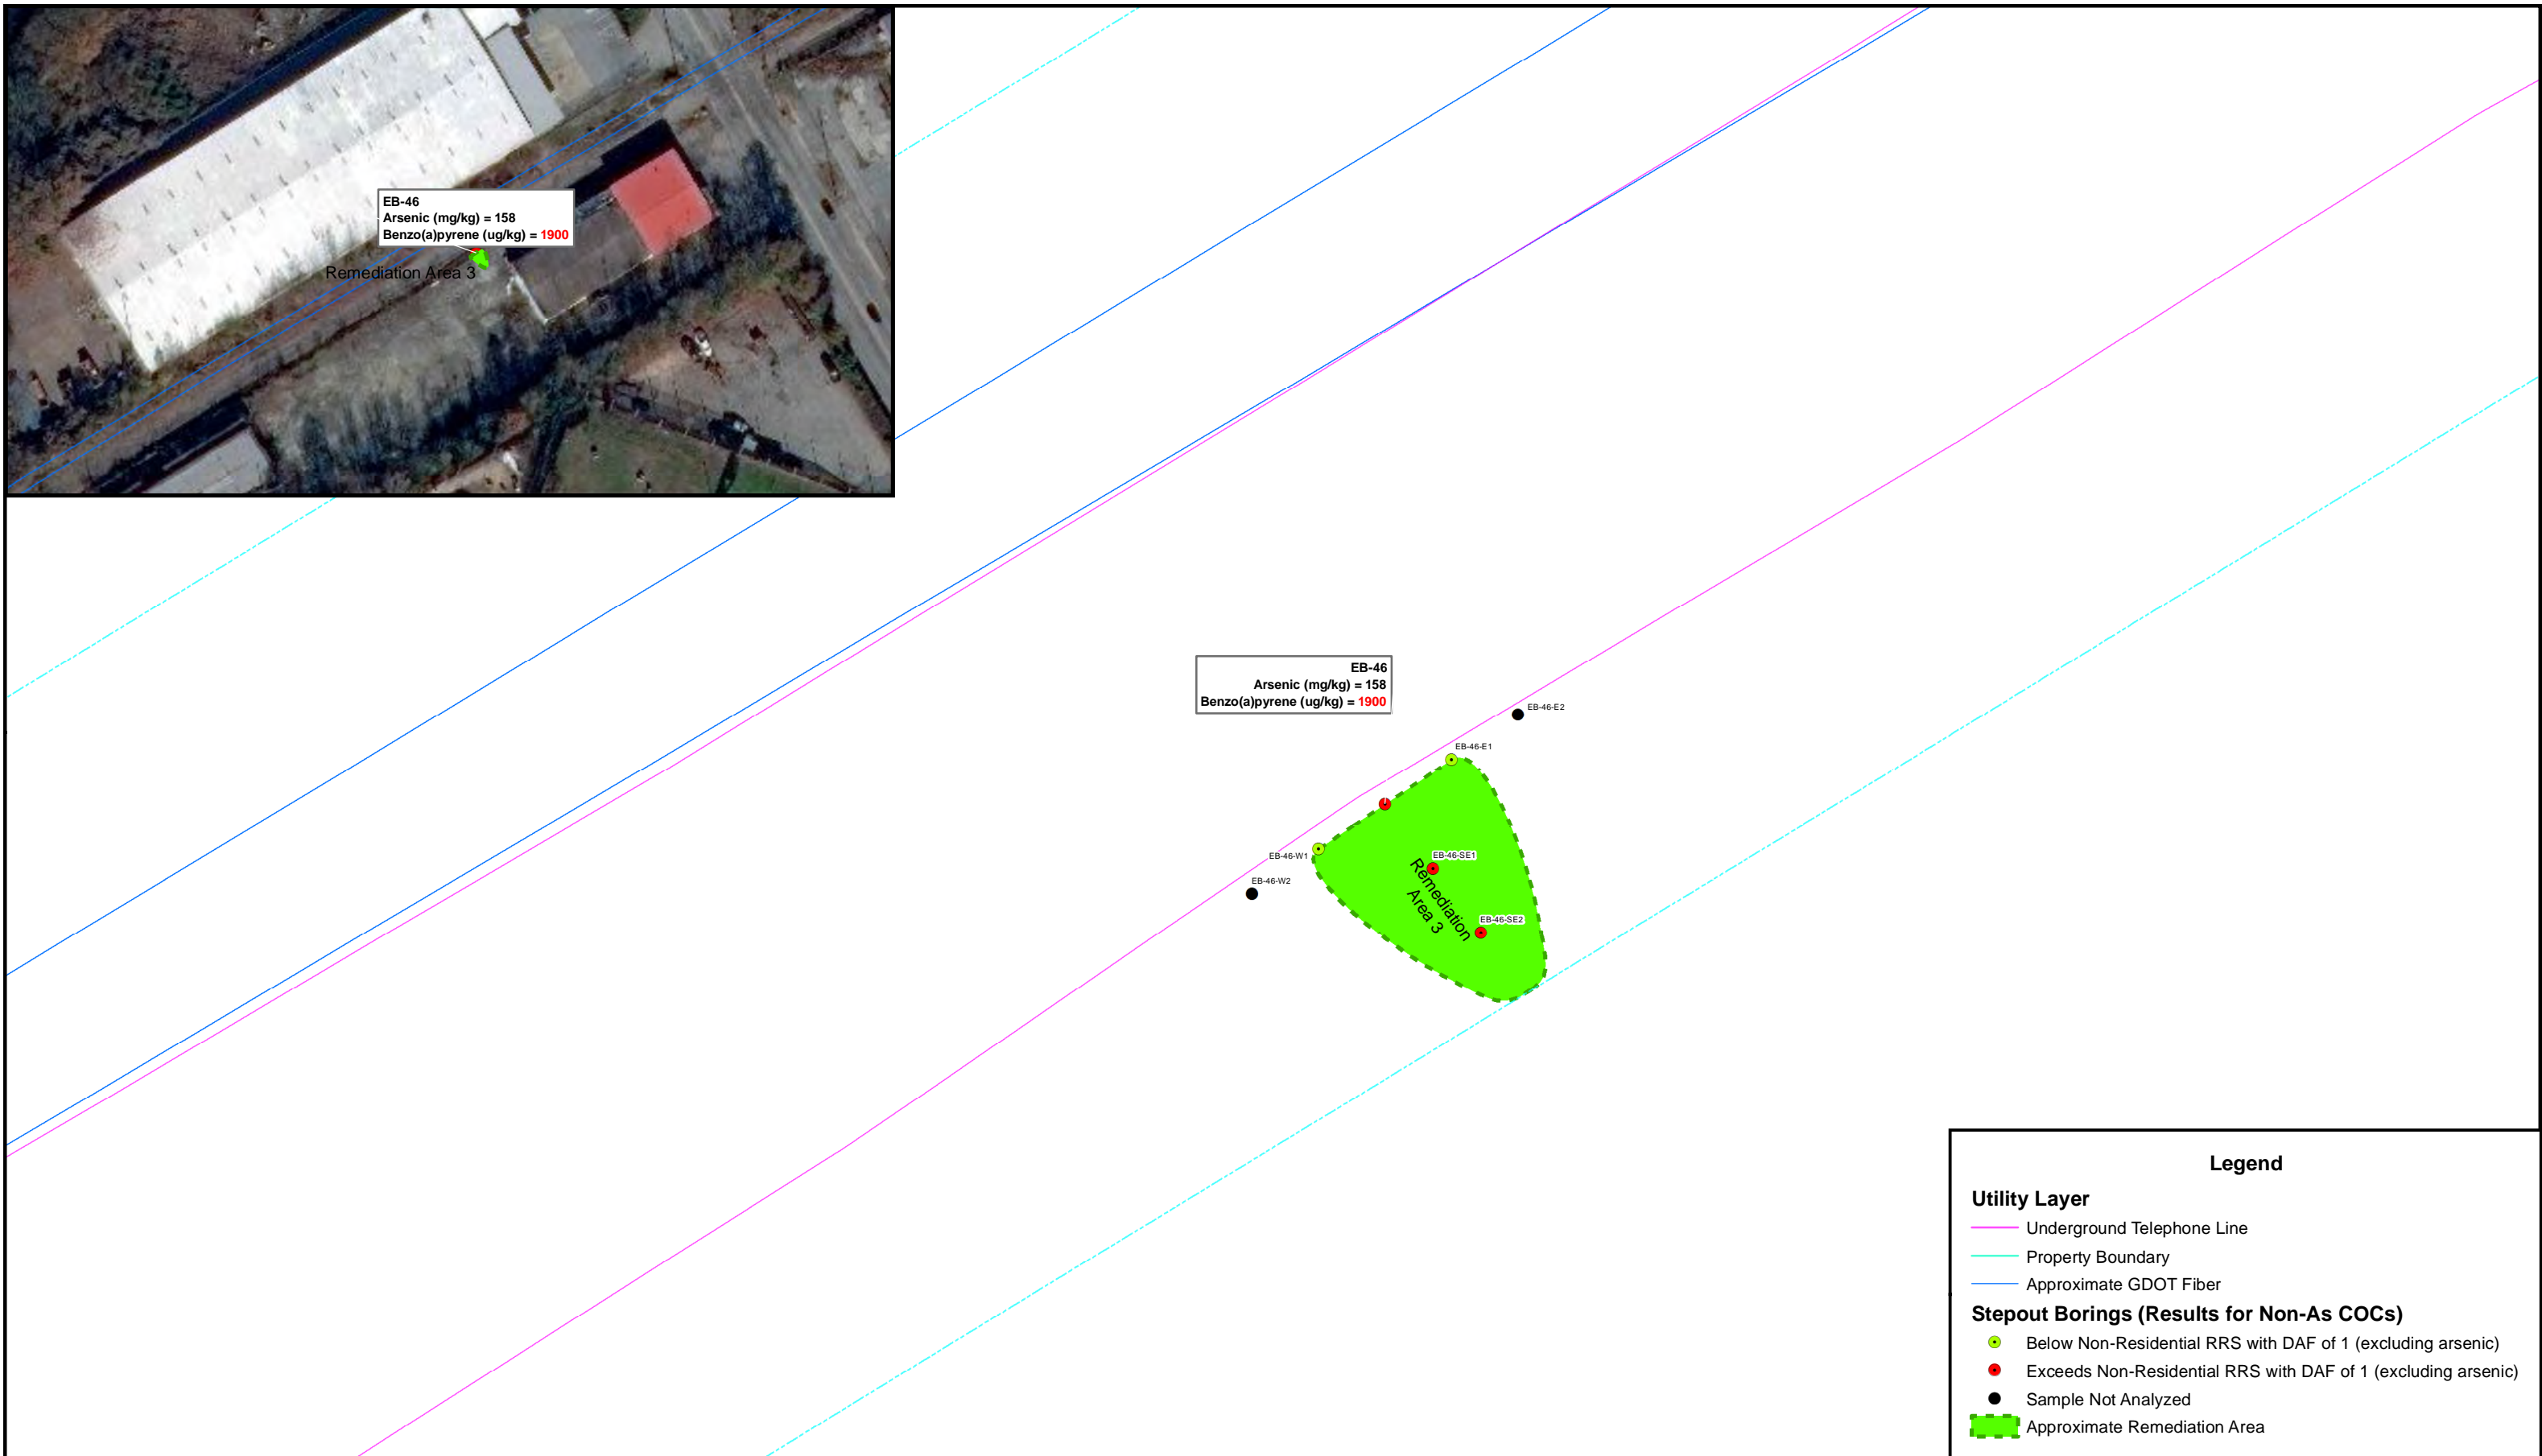 EB-46
Arsenic (mg/kg) = 158
Benzo(a)pyrene (ug/kg) = 1900
Remediation Area 3
EB-46
Arsenic (mg/kg) = 158
Benzo(a)pyrene (ug/kg) = 1900
EB-46-E2
EB-46-E1
EB-46-W1
EB-46-SE1
EB-46-W2
Remediation
Area 3
EB-46-SE2
Legend
Utility Layer
Underground Telephone Line
Property Boundary
Approximate GDOT Fiber
Stepout Borings (Results for Non-As COCs)
Below Non-Residential RRS with DAF of 1 (excluding arsenic)
Exceeds Non-Residential RRS with DAF of 1 (excluding arsenic)
Sample Not Analyzed
Approximate Remediation Area